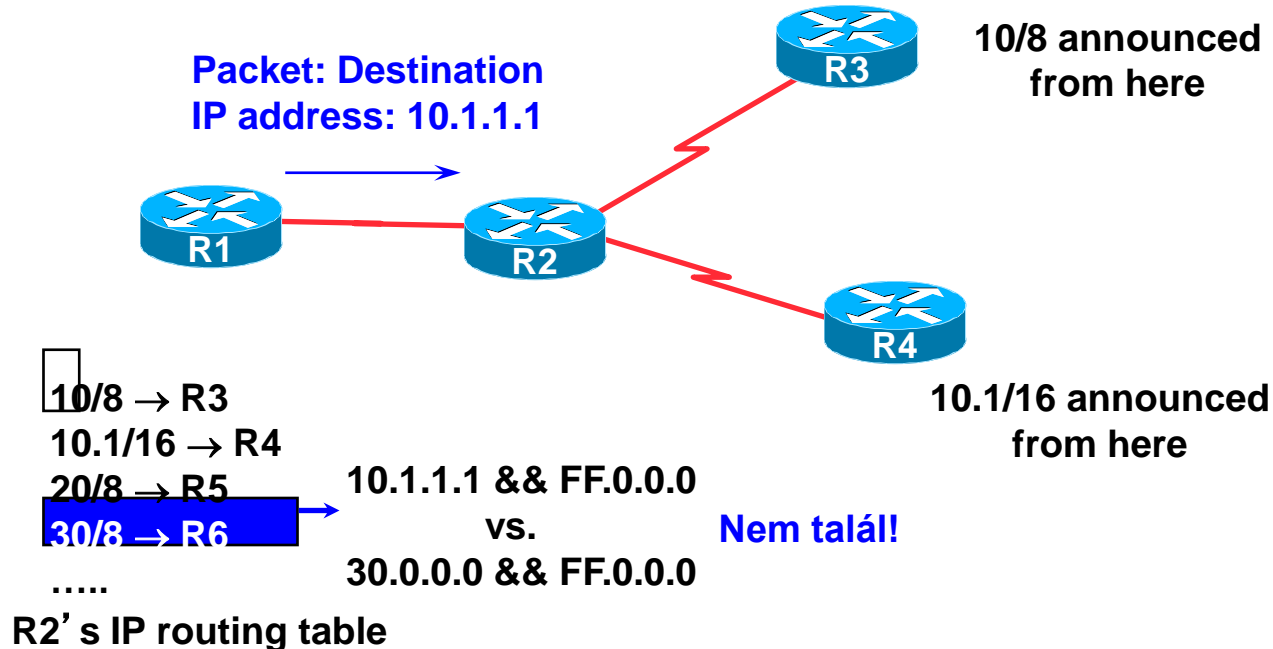 Packet: Destination
IP address: 10.1.1.1
R3
10/8 announced
from here
R1
R2
R4
10.1/16 announced
from here
10/8 → R3
10.1/16 → R4
20/8 → R5
30/8 → R6
…..
R2’s IP routing table
10.1.1.1 && FF.0.0.0
vs.
30.0.0.0 && FF.0.0.0
Nem talál!